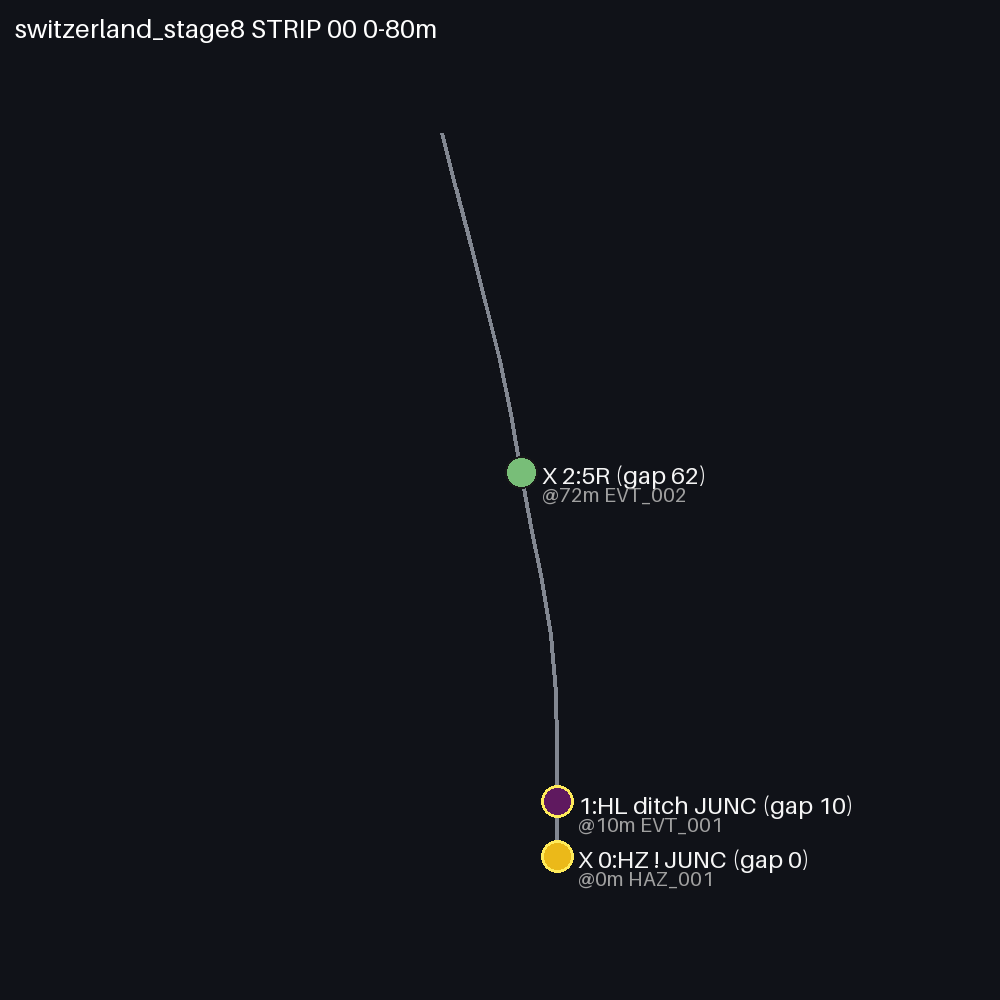 switzerland_stage8 STRIP 00 0-80m
X 2:5R (gap 62)
@72m EVT_002
1:HL ditch JUNC (gap 10)
@10m EVT_001
X 0:HZ ! JUNC (gap 0)
@0m HAZ_001